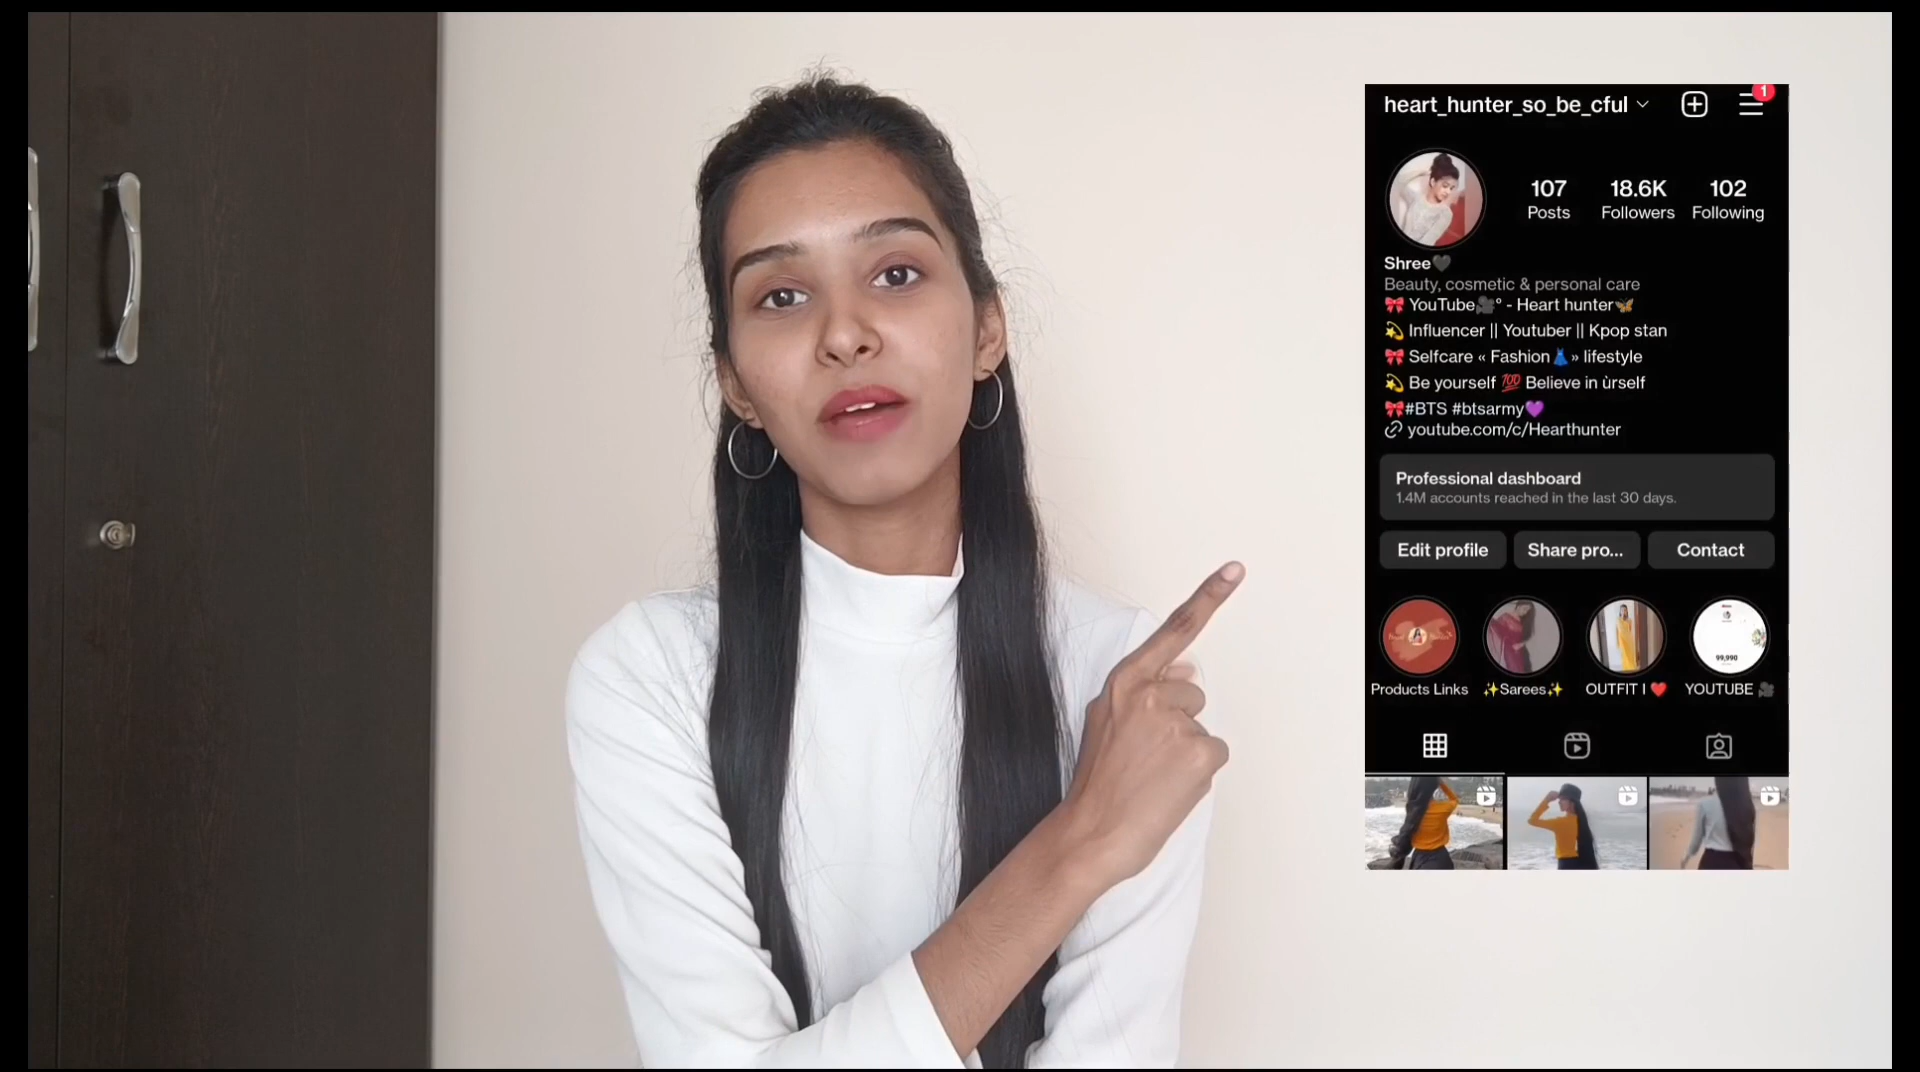 heart_hunter_so_be_cful
1
107 18.6K 102
Posts Followers Following
Shree🖤
Beauty, cosmetic & personal care
🎀 YouTube🎥° - Heart hunter🦋
💫 Influencer || Youtuber || Kpop stan
🎀 Selfcare « Fashion👗» lifestyle
💫 Be yourself 💯 Believe in ùrself
🎀#BTS #btsarmy💜
youtube.com/c/Hearthunter
Professional dashboard
1.4M accounts reached in the last 30 days.
Edit profile Share pro... Contact
99,990
Products Links ✨Sarees✨ OUTFIT I ❤️ YOUTUBE 🎥